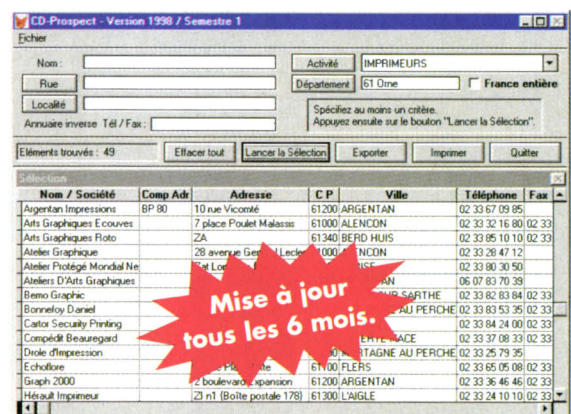 CD-Prospect - Version 1998 / Semestre 1
Fichier
Nom : Activité IMPRIMEURS
Rue Département 61 Orne France entière
Localité Spécifiez au moins un critère.
Annuaire inverse Tél / Fax : Appuyez ensuite sur le bouton "Lancer la Sélection".
Eléments trouvés : 49 Effacer tout Lancer la Sélection Exporter Imprimer Quitter
Sélection
Nom / Société Comp Adr Adresse C P Ville Téléphone Fax
Argentan Impressions BP 80 10 rue Vicomté 61200 ARGENTAN 02 33 67 09 85
Arts Graphiques Ecouves 7 place Poulet Malassis 61000 ALENCON 02 33 32 16 80 02 33
Arts Graphiques Roto ZA 61340 BERD HUIS 02 33 85 10 10 02 33
Atelier Graphique 28 avenue Général Lecle 61000 ALENCON 02 33 28 47 12
Atelier Protégé Mondial Ne 02 33 80 30 50
Ateliers D'Arts Graphiques 06 07 83 70 39
Bemo Graphic SUR SARTHE 02 33 82 83 84 02 33
Bonnefoy Daniel AU PERCHE 02 33 83 53 35 02 33
Cartor Security Printing 02 33 84 24 00 02 33
Compédit Beauregard MACE 02 33 37 08 33 02 33
Drole d'Impression MORTAGNE AU PERCHE 02 33 25 79 35
Echoflore 61100 FLERS 02 33 65 05 08 02 33
Graph 2000 2 boulevard Expansion 61200 ARGENTAN 02 33 36 46 46 02 33
Hérault Imprimeur ZI n1 (Boîte postale 178) 61300 L'AIGLE 02 33 24 10 10 02 33
Mise à jour
tous les 6 mois.